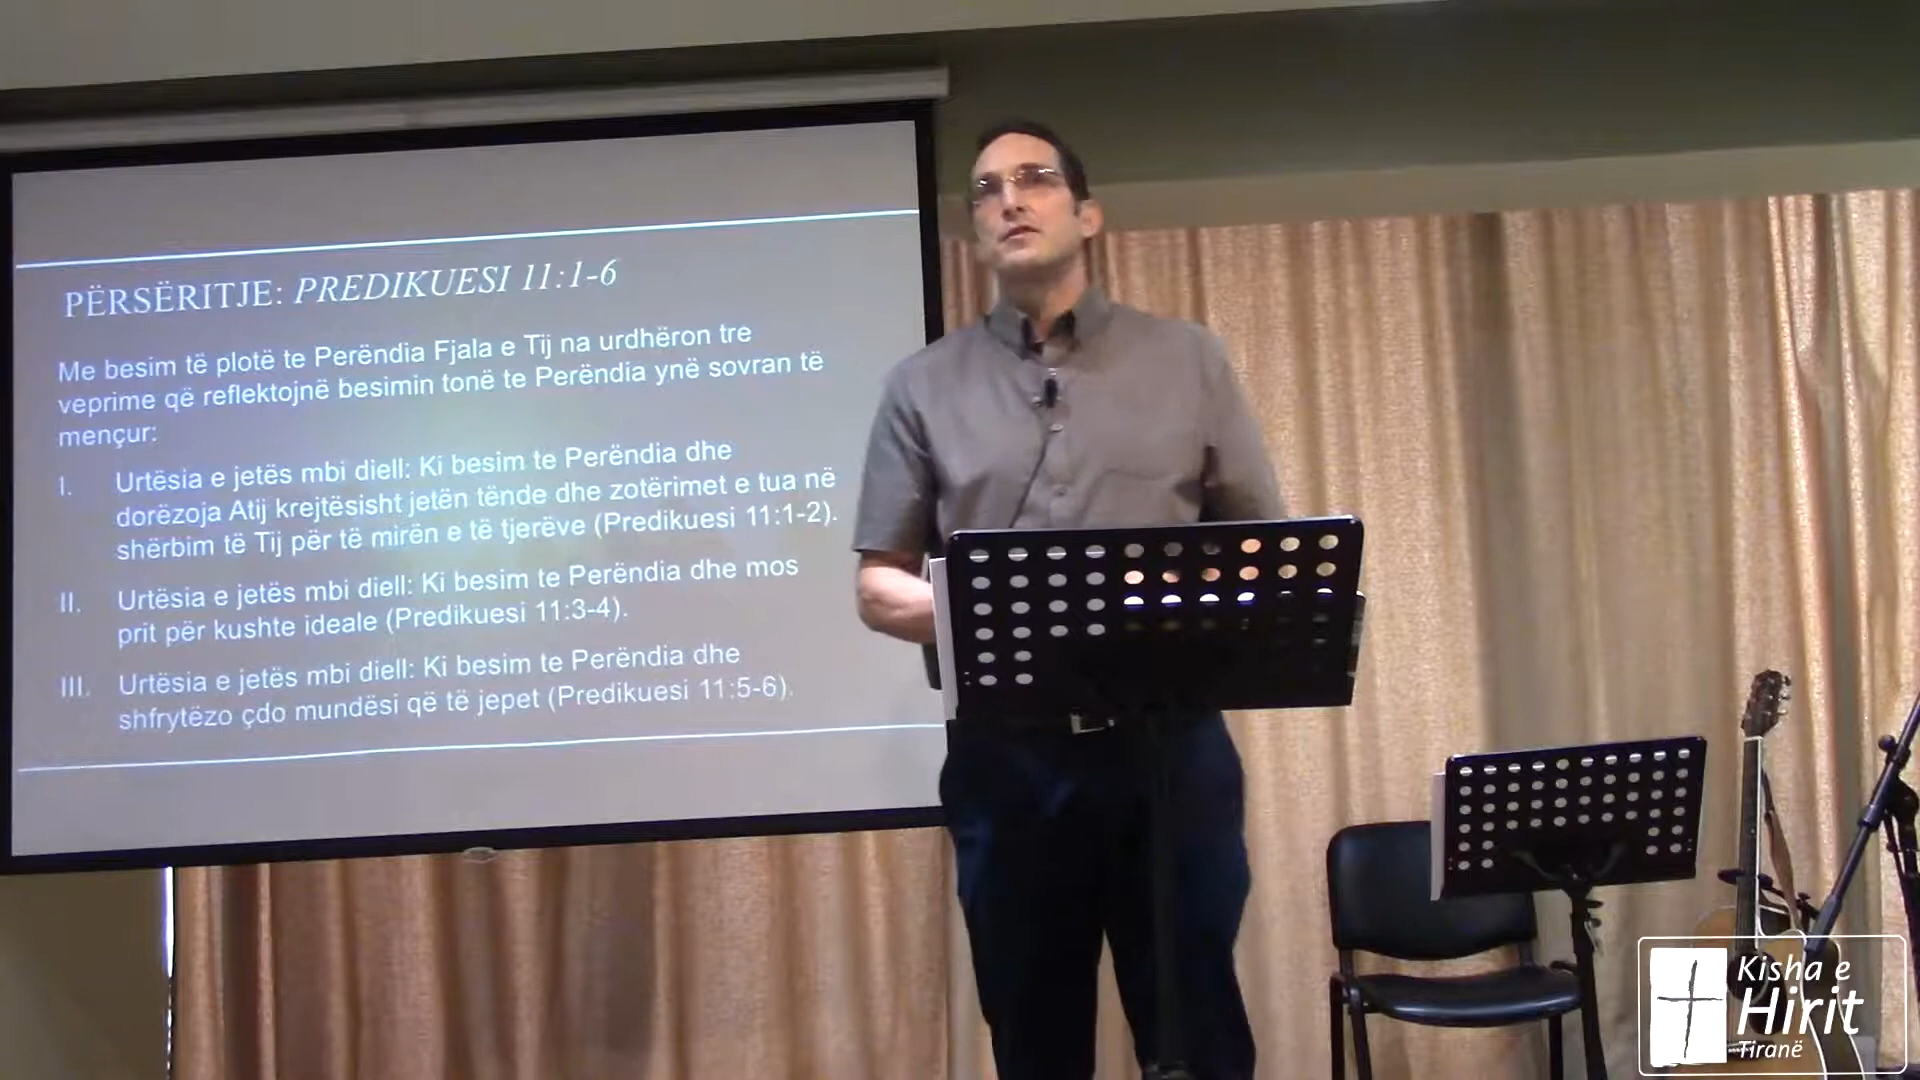 PËRSËRITJE: PREDIKUESI 11:1-6
Me besim të plotë te Perëndia Fjala e Tij na urdhëron tre
veprime që reflektojnë besimin tonë te Perëndia ynë sovran të
mençur:
I. Urtësia e jetës mbi diell: Ki besim te Perëndia dhe
dorëzoja Atij krejtësisht jetën tënde dhe zotërimet e tua në
shërbim të Tij për të mirën e të tjerëve (Predikuesi 11:1-2).
II. Urtësia e jetës mbi diell: Ki besim te Perëndia dhe mos
prit për kushte ideale (Predikuesi 11:3-4).
III. Urtësia e jetës mbi diell: Ki besim te Perëndia dhe
shfrytëzo çdo mundësi që të jepet (Predikuesi 11:5-6).
Kisha e
Hirit
Tiranë